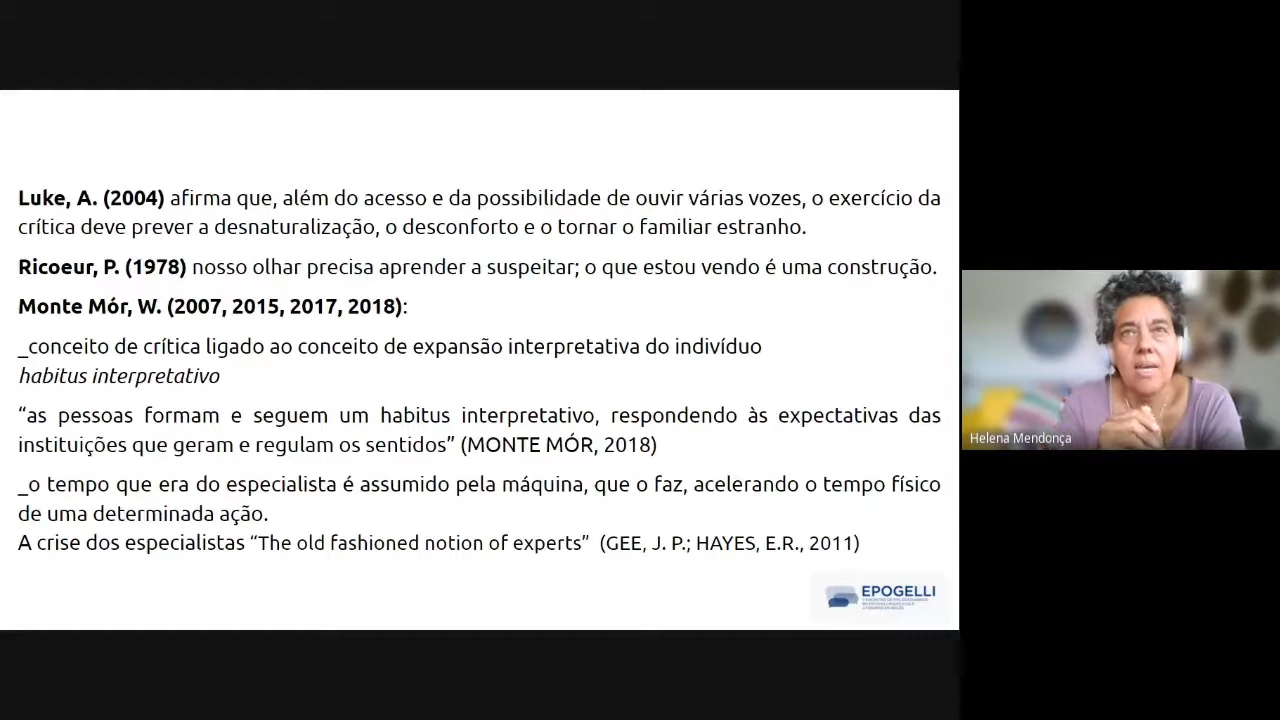 Luke, A. (2004) afirma que, além do acesso e da possibilidade de ouvir várias vozes, o exercício da
crítica deve prever a desnaturalização, o desconforto e o tornar o familiar estranho.
Ricoeur, P. (1978) nosso olhar precisa aprender a suspeitar; o que estou vendo é uma construção.
Monte Mór, W. (2007, 2015, 2017, 2018):
_conceito de crítica ligado ao conceito de expansão interpretativa do indivíduo
habitus interpretativo
“as pessoas formam e seguem um habitus interpretativo, respondendo às expectativas das
instituições que geram e regulam os sentidos” (MONTE MÓR, 2018)
_o tempo que era do especialista é assumido pela máquina, que o faz, acelerando o tempo físico
de uma determinada ação.
A crise dos especialistas “The old fashioned notion of experts” (GEE, J. P.; HAYES, E.R., 2011)
EPOGELLI
Helena Mendonça